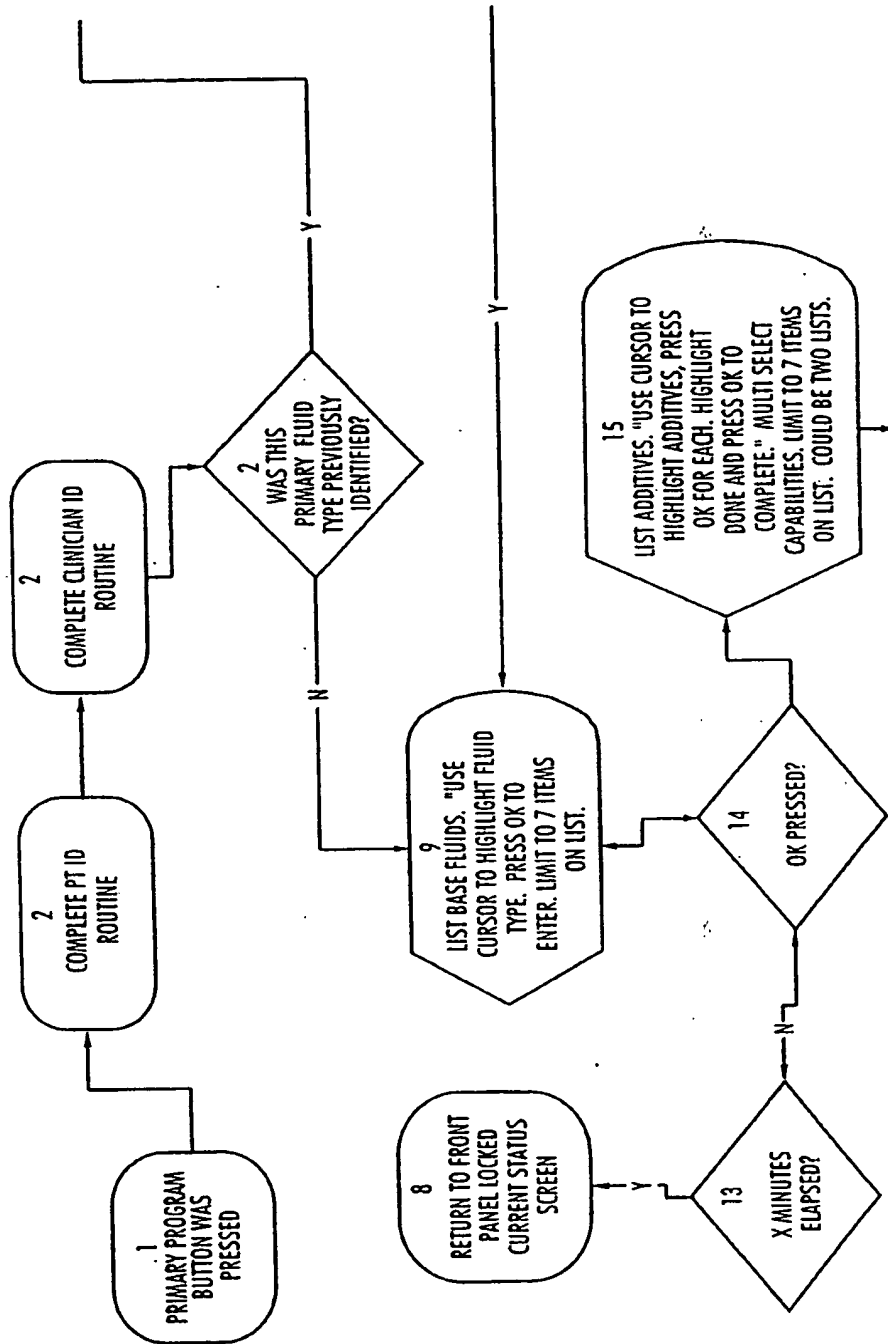 1
PRIMARY PROGRAM
BUTTON WAS
PRESSED
2
COMPLETE PT ID
ROUTINE
2
COMPLETE CLINICIAN ID
ROUTINE
2
WAS THIS
PRIMARY FLUID
TYPE PREVIOUSLY
IDENTIFIED?
Y
N
9
LIST BASE FLUIDS. "USE
CURSOR TO HIGHLIGHT FLUID
TYPE. PRESS OK TO
ENTER. LIMIT TO 7 ITEMS
ON LIST.
Y
8
RETURN TO FRONT
PANEL LOCKED
CURRENT STATUS
SCREEN
Y
13
X MINUTES
ELAPSED?
N
14
OK PRESSED?
15
LIST ADDITIVES. "USE CURSOR TO
HIGHLIGHT ADDITIVES, PRESS
OK FOR EACH. HIGHLIGHT
DONE AND PRESS OK TO
COMPLETE." MULTI SELECT
CAPABILITIES. LIMIT TO 7 ITEMS
ON LIST. COULD BE TWO LISTS.